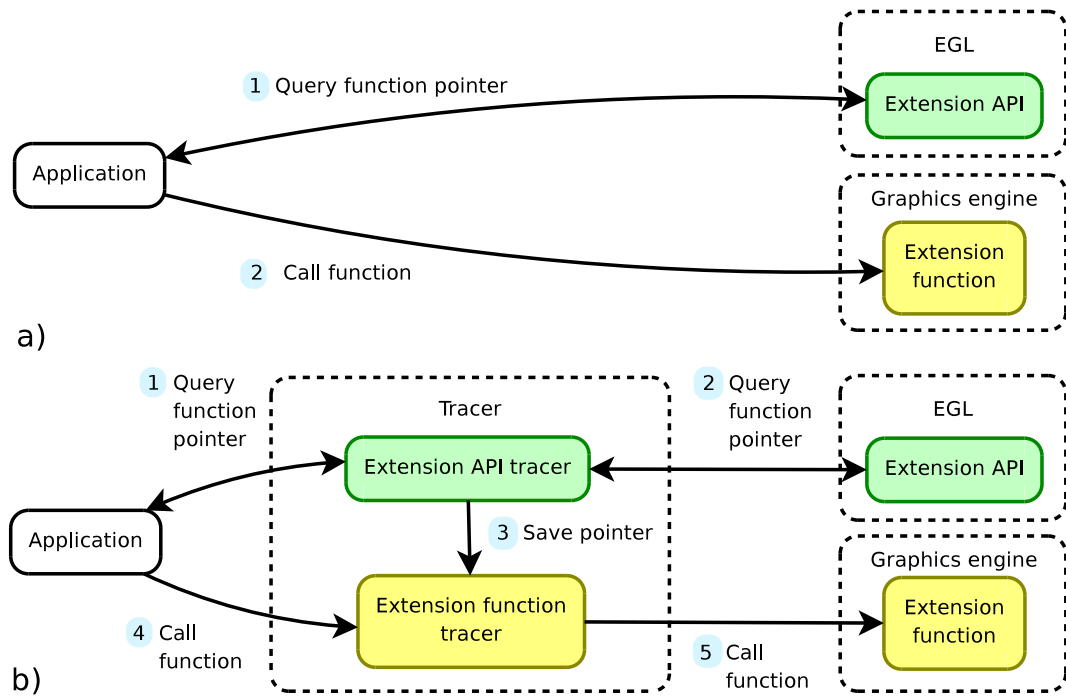 EGL
1 Query function pointer
Extension API
Application
Graphics engine
Extension
function
2 Call function
a)
1 Query
function
pointer
Tracer
2 Query
function
pointer
EGL
Extension API tracer
Extension API
Application
3 Save pointer
Graphics engine
Extension function
tracer
Extension
function
4 Call
function
5 Call
function
b)